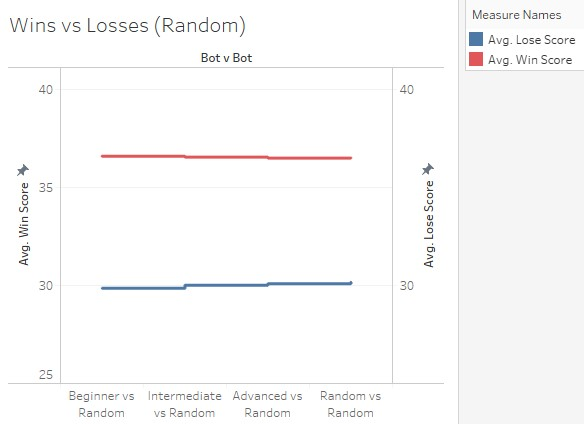 Wins vs Losses (Random)
Bot v Bot
40
35
30
25
Avg. Win Score
40
30
Avg. Lose Score
Beginner vs
Random
Intermediate
vs Random
Advanced vs
Random
Random vs
Random
Measure Names
Avg. Lose Score
Avg. Win Score